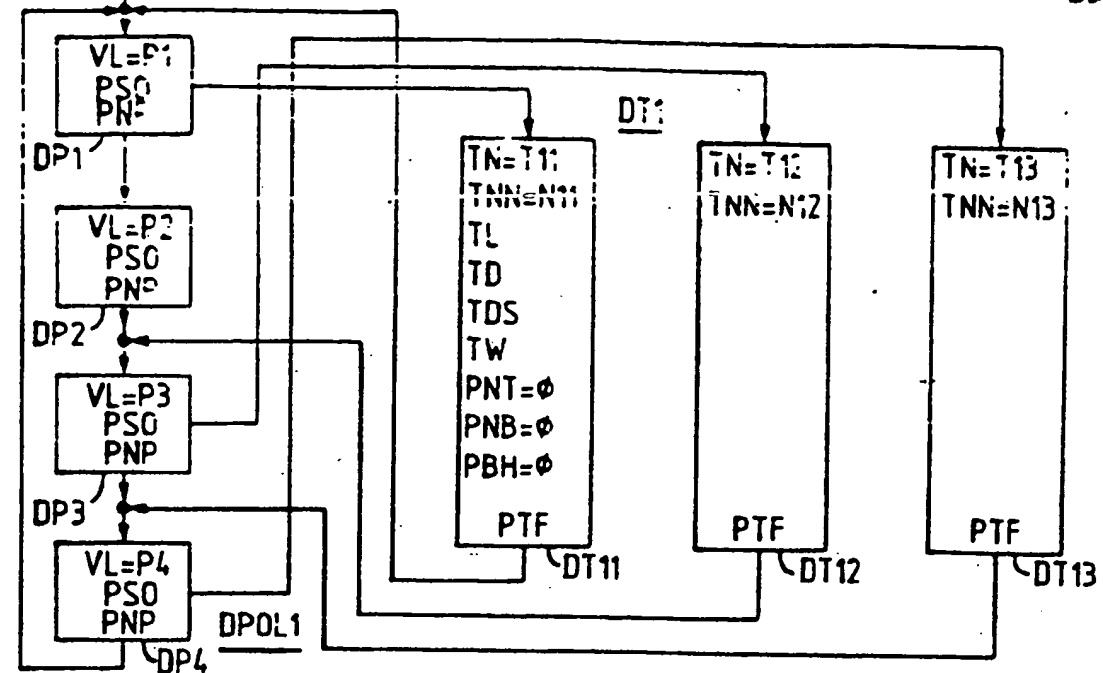 VL=P1
PSO
PNP
DP1
VL=P2
PSO
PNP
DP2
VL=P3
PSO
PNP
DP3
VL=P4
PSO
PNP
DP4
DPOL1
DT1
TN=T11
TNN=N11
TL
TD
TDS
TW
PNT=ø
PNB=ø
PBH=ø
PTF
DT11
TN=T12
TNN=N12
PTF
DT12
TN=T13
TNN=N13
PTF
DT13